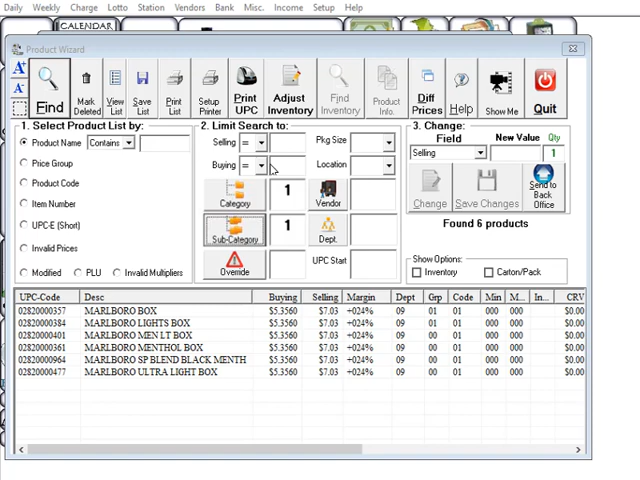 Daily Weekly Charge Lotto Station Vendors Bank Misc. Income Setup Help
CALENDAR
Product Wizard
A+
A-
Find
Mark Deleted
View List
Save List
Print List
Setup Printer
Print UPC
Adjust Inventory
Find Inventory
Product Info
Diff Prices
Help
Show Me
Quit
1. Select Product List by:
Product Name Contains
Price Group
Product Code
Item Number
UPC-E (Short)
Invalid Prices
Modified PLU Invalid Multipliers
2. Limit Search to:
Selling = Pkg Size
Buying = Location
Category 1 Vendor
Sub-Category 1 Dept.
Override UPC Start
3. Change:
Field New Value Qty
Selling 1
Change Save Changes Send to Back Office
Found 6 products
Show Options:
Inventory Carton/Pack
UPC-Code Desc Buying Selling Margin Dept Grp Code Min M... In... CRV
02820000357 MARLBORO BOX $5.3560 $7.03 +024% 09 01 01 000 000 $0.00
02820000384 MARLBORO LIGHTS BOX $5.3560 $7.03 +024% 09 01 01 000 000 $0.00
02820000401 MARLBORO MEN LT BOX $5.3560 $7.03 +024% 09 00 01 000 000 $0.00
02820000361 MARLBORO MENTHOL BOX $5.3560 $7.03 +024% 09 01 01 000 000 $0.00
02820000964 MARLBORO SP BLEND BLACK MENTH $5.3560 $7.03 +024% 09 01 01 000 000 $0.00
02820000477 MARLBORO ULTRA LIGHT BOX $5.3560 $7.03 +024% 09 00 01 000 000 $0.00